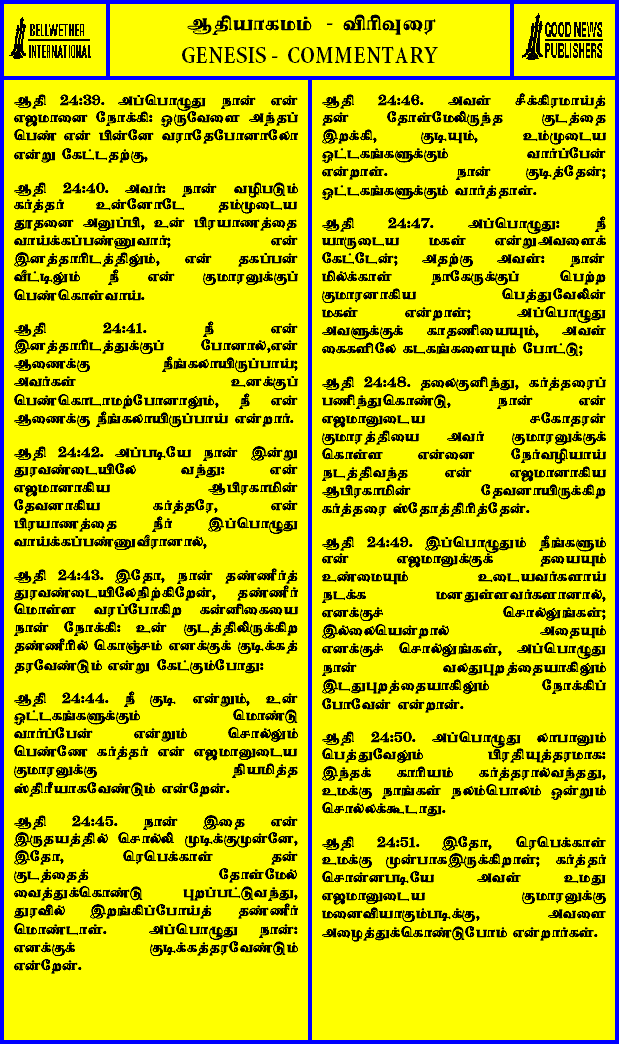 BELLWETHER
INTERNATIONAL
ஆதியாகமம் - விரிவுரை
GENESIS - COMMENTARY
GOOD NEWS
PUBLISHERS
ஆதி 24:39. அப்பொழுது நான் என்
எஜமானை நோக்கி: ஒருவேளை அந்தப்
பெண் என் பின்னே வராதேபோனாலோ
என்று கேட்டதற்கு,
ஆதி 24:40. அவர்: நான் வழிபடும்
கர்த்தர் உன்னோடே தம்முடைய
தூதனை அனுப்பி, உன் பிரயாணத்தை
வாய்க்கப்பண்ணுவார்; என்
இனத்தாரிடத்திலும், என் தகப்பன்
வீட்டிலும் நீ என் குமாரனுக்குப்
பெண்கொள்வாய்.
ஆதி 24:41. நீ என்
இனத்தாரிடத்துக்குப் போனால்,என்
ஆணைக்கு நீங்கலாயிருப்பாய்;
அவர்கள் உனக்குப்
பெண்கொடாமற்போனாலும், நீ என்
ஆணைக்கு நீங்கலாயிருப்பாய் என்றார்.
ஆதி 24:42. அப்படியே நான் இன்று
துரவண்டையிலே வந்து: என்
எஜமானாகிய ஆபிரகாமின்
தேவனாகிய கர்த்தரே, என்
பிரயாணத்தை நீர் இப்பொழுது
வாய்க்கப்பண்ணுவீரானால்,
ஆதி 24:43. இதோ, நான் தண்ணீர்த்
துரவண்டையிலேநிற்கிறேன், தண்ணீர்
மொள்ள வரப்போகிற கன்னிகையை
நான் நோக்கி: உன் குடத்திலிருக்கிற
தண்ணீரில் கொஞ்சம் எனக்குக் குடிக்கத்
தரவேண்டும் என்று கேட்கும்போது:
ஆதி 24:44. நீ குடி என்றும், உன்
ஒட்டகங்களுக்கும் மொண்டு
வார்ப்பேன் என்றும் சொல்லும்
பெண்ணே கர்த்தர் என் எஜமானுடைய
குமாரனுக்கு நியமித்த
ஸ்திரீயாகவேண்டும் என்றேன்.
ஆதி 24:45. நான் இதை என்
இருதயத்தில் சொல்லி முடிக்குமுன்னே,
இதோ, ரெபெக்காள் தன்
குடத்தைத் தோள்மேல்
வைத்துக்கொண்டு புறப்பட்டுவந்து,
துரவில் இறங்கிப்போய்த் தண்ணீர்
மொண்டாள். அப்பொழுது நான்:
எனக்குக் குடிக்கத்தரவேண்டும்
என்றேன்.
ஆதி 24:46. அவள் சீக்கிரமாய்த்
தன் தோள்மேலிருந்த குடத்தை
இறக்கி, குடியும், உம்முடைய
ஒட்டகங்களுக்கும் வார்ப்பேன்
என்றாள். நான் குடித்தேன்;
ஒட்டகங்களுக்கும் வார்த்தாள்.
ஆதி 24:47. அப்பொழுது: நீ
யாருடைய மகள் என்றுஅவளைக்
கேட்டேன்; அதற்கு அவள்: நான்
மில்க்காள் நாகேருக்குப் பெற்ற
குமாரனாகிய பெத்துவேலின்
மகள் என்றாள்; அப்பொழுது
அவளுக்குக் காதணியையும், அவள்
கைகளிலே கடகங்களையும் போட்டு;
ஆதி 24:48. தலைகுனிந்து, கர்த்தரைப்
பணிந்துகொண்டு, நான் என்
எஜமானுடைய சகோதரன்
குமாரத்தியை அவர் குமாரனுக்குக்
கொள்ள என்னை நேர்வழியாய்
நடத்திவந்த என் எஜமானாகிய
ஆபிரகாமின் தேவனாயிருக்கிற
கர்த்தரை ஸ்தோத்திரித்தேன்.
ஆதி 24:49. இப்பொழுதும் நீங்களும்
என் எஜமானுக்குக் தயையும்
உண்மையும் உடையவர்களாய்
நடக்க மனதுள்ளவர்களானால்,
எனக்குச் சொல்லுங்கள்;
இல்லையென்றால் அதையும்
எனக்குச் சொல்லுங்கள், அப்பொழுது
நான் வலதுபுறத்தையாகிலும்
இடதுபுறத்தையாகிலும் நோக்கிப்
போவேன் என்றான்.
ஆதி 24:50. அப்பொழுது லாபானும்
பெத்துவேலும் பிரதியுத்தரமாக:
இந்தக் காரியம் கர்த்தரால்வந்தது,
உமக்கு நாங்கள் நலம்பொலம் ஒன்றும்
சொல்லக்கூடாது.
ஆதி 24:51. இதோ, ரெபெக்காள்
உமக்கு முன்பாகஇருக்கிறாள்; கர்த்தர்
சொன்னபடியே அவள் உமது
எஜமானுடைய குமாரனுக்கு
மனைவியாகும்படிக்கு, அவளை
அழைத்துக்கொண்டுபோம் என்றார்கள்.